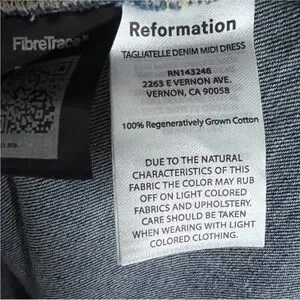 FibreTrace
Reformation
TAGLIATELLE DENIM MIDI DRESS
RN143248
2263 E VERNON AVE.
VERNON, CA 90058
100% Regeneratively Grown Cotton
DUE TO THE NATURAL
CHARACTERISTICS OF THIS
FABRIC THE COLOR MAY RUB
OFF ON LIGHT COLORED
FABRICS AND UPHOLSTERY.
CARE SHOULD BE TAKEN
WHEN WEARING WITH LIGHT
COLORED CLOTHING.